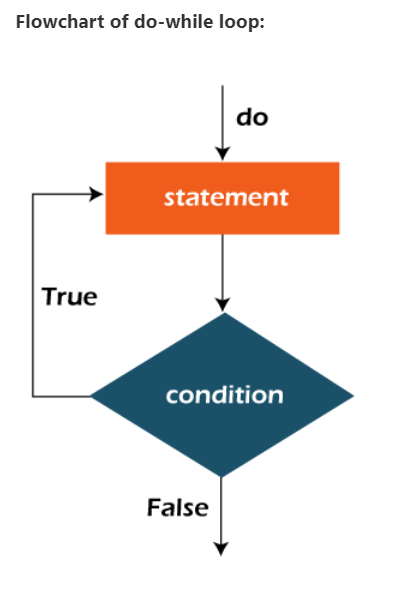 Flowchart of do-while loop:
do
statement
True
condition
False